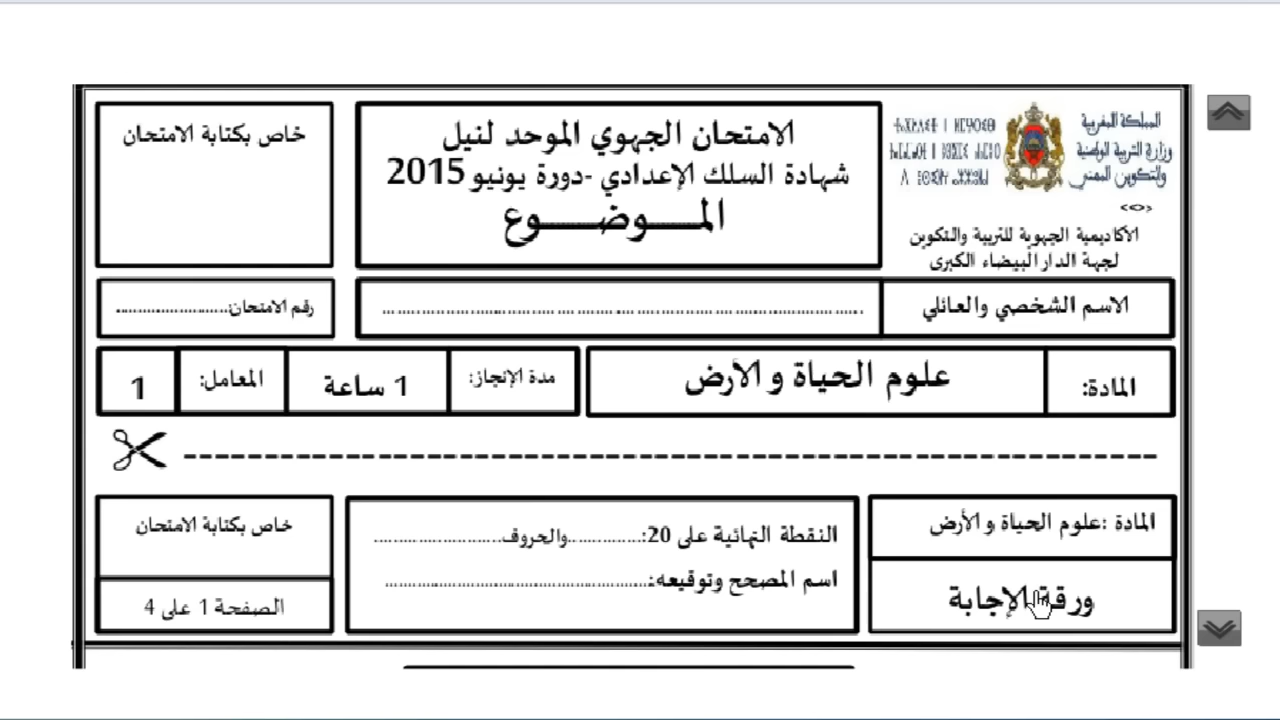 المملكة المغربية
وزارة التربية الوطنية
والتكوين المهني
الأكاديمية الجهوية للتربية والتكوين
لجهة الدار البيضاء الكبرى
الامتحان الجهوي الموحد لنيل
شهادة السلك الإعدادي -دورة يونيو 2015
المـــــوضـــــوع
خاص بكتابة الامتحان
الاسم الشخصي والعائلي
رقم الامتحان:
المادة:
علوم الحياة و الأرض
مدة الإنجاز:
1 ساعة
المعامل:
1
المادة :علوم الحياة و الأرض
ورقة الإجابة
النقطة النهائية على 20:...............والحروف..........................
اسم المصحح وتوقيعه:......................................................
خاص بكتابة الامتحان
الصفحة 1 على 4